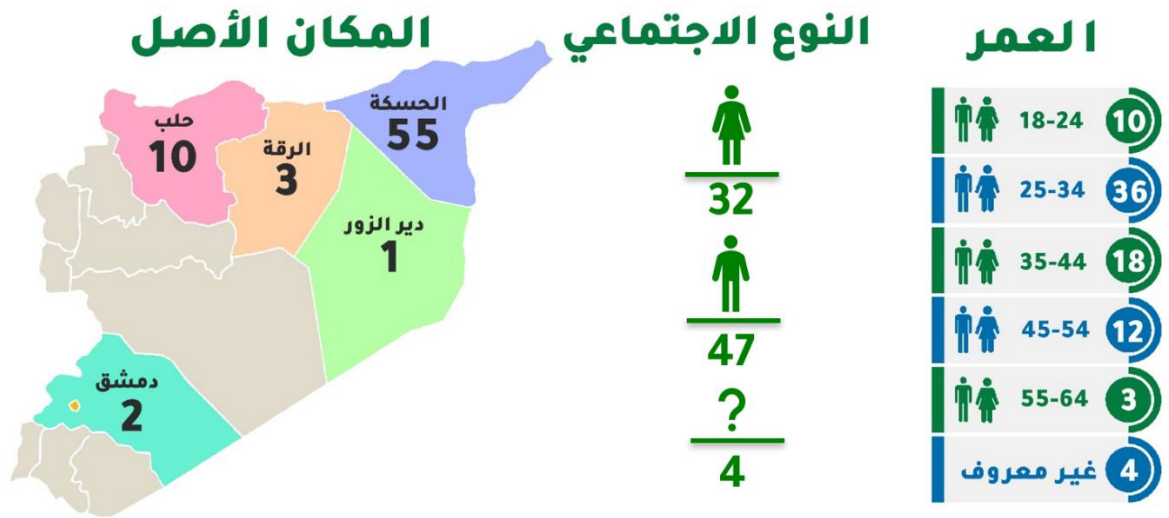 العمر
18-24 10
25-34 36
35-44 18
45-54 12
55-64 3
غير معروف 4
النوع الاجتماعي
32
47
?
4
المكان الأصل
الحسكة
55
حلب
10
الرقة
3
دير الزور
1
دمشق
2